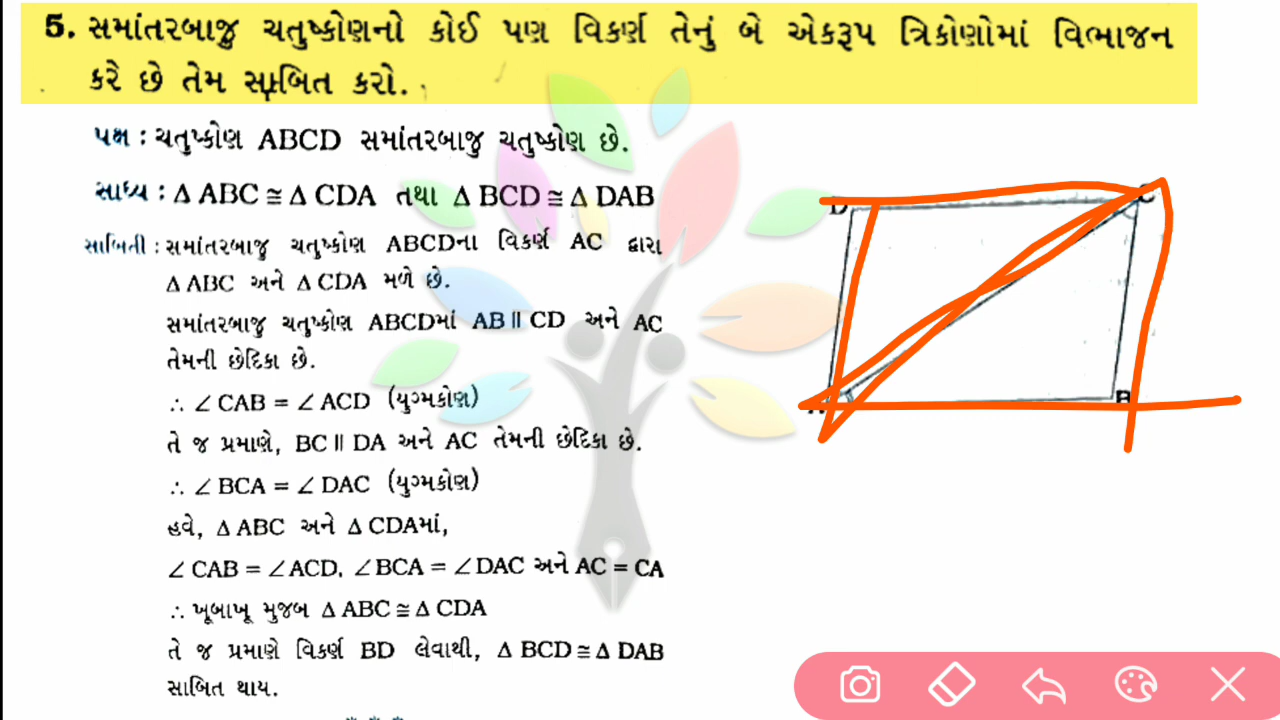 5. સમાંતરબાજુ ચતુષ્કોણનો કોઈ પણ વિકર્ણ તેનું બે એકરૂપ ત્રિકોણોમાં વિભાજન
કરે છે તેમ સાબિત કરો.
પક્ષ : ચતુષ્કોણ ABCD સમાંતરબાજુ ચતુષ્કોણ છે.
સાધ્ય : Δ ABC ≅ Δ CDA તથા Δ BCD ≅ Δ DAB
સાબિતી : સમાંતરબાજુ ચતુષ્કોણ ABCDના વિકર્ણ AC દ્વારા
Δ ABC અને Δ CDA મળે છે.
સમાંતરબાજુ ચતુષ્કોણ ABCDમાં AB || CD અને AC
તેમની છેદિકા છે.
∴ ∠ CAB = ∠ ACD (યુગ્મકોણ)
તે જ પ્રમાણે, BC || DA અને AC તેમની છેદિકા છે.
∴ ∠ BCA = ∠ DAC (યુગ્મકોણ)
હવે, Δ ABC અને Δ CDAમાં,
∠ CAB = ∠ACD, ∠BCA = ∠DAC અને AC = CA
∴ ખૂબાખૂ મુજબ Δ ABC ≅ Δ CDA
તે જ પ્રમાણે વિકર્ણ BD લેવાથી, Δ BCD ≅ Δ DAB
સાબિત થાય.
* * *
D
C
A
B